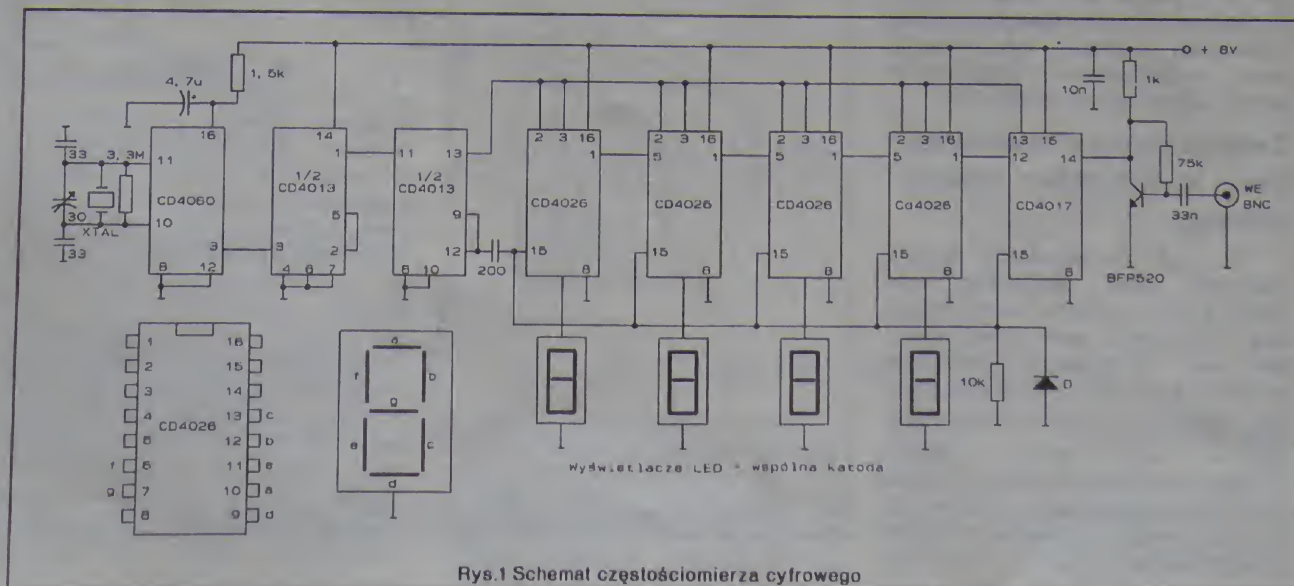 + 8V
4,7u
1,5k
10n
1k
16
14
2 3 16
2 3 16
2 3 16
2 3 16
13 16
33
3,3M
11
1
11
13
1
5
1
5
1
5
1
12
14
75k
1/2
CD4013
1/2
CD4013
CD4060
CD4026
CD4026
CD4026
Cd4026
CD4017
33n
WE
BNC
30
XTAL
10
5
9
2
33
3
3
12
200
15
15
15
15
15
8 12
4 6 7
8 10
8
8
8
8
8
BFP520
10k
D
1 16
2 15
3 14
4 13 c
5 12 b
f 6 11 e
g 7 10 a
8 9 d
CD4026
a
f b
g
e c
d
Wyświetlacze LED - wspólna katoda
Rys.1 Schemat częstościomierza cyfrowego